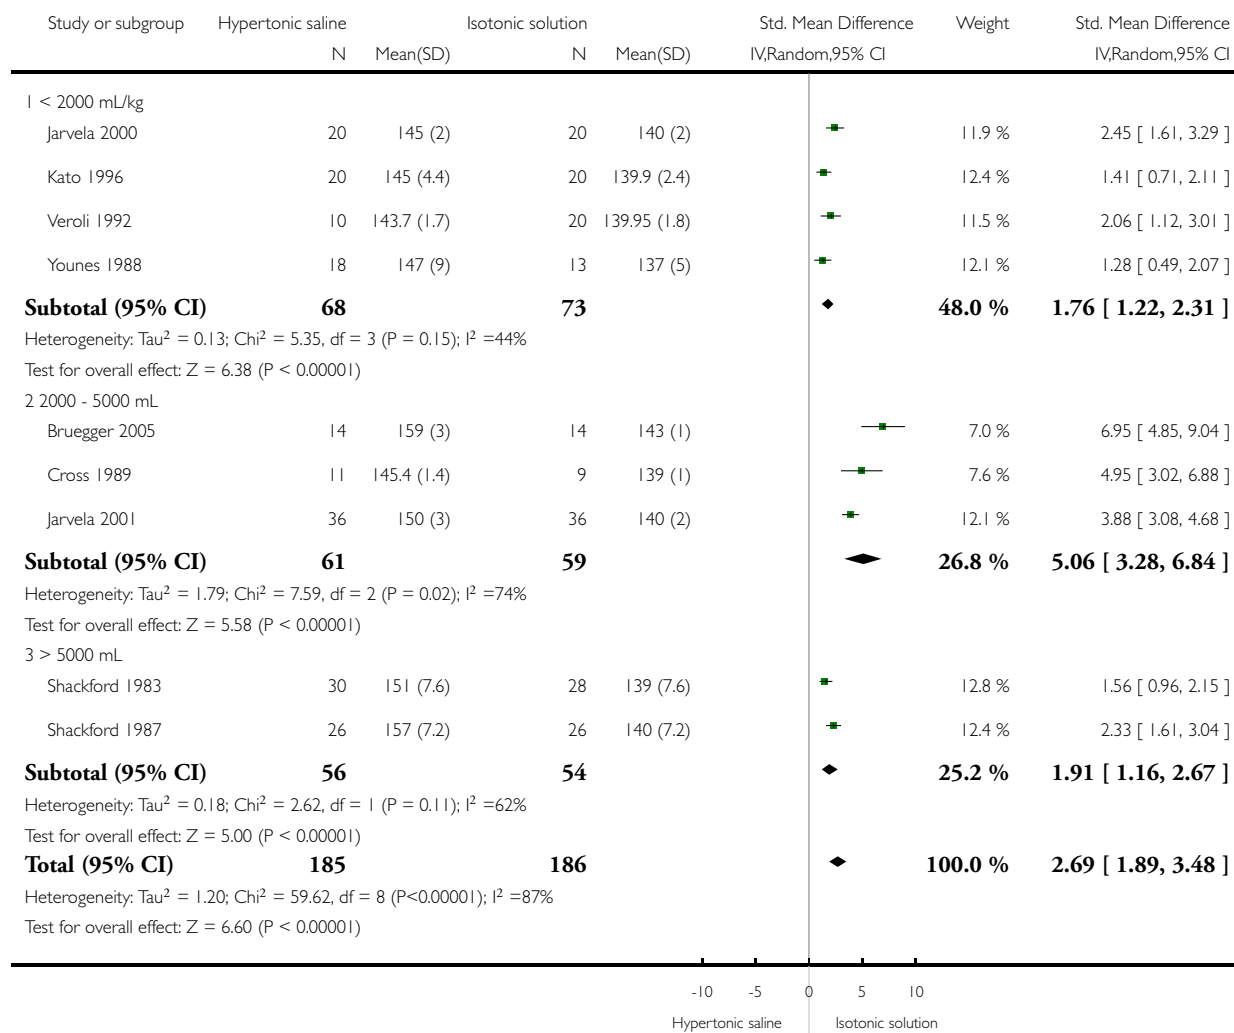 Study or subgroup Hypertonic saline Isotonic solution Std. Mean Difference Weight Std. Mean Difference
N Mean(SD) N Mean(SD) IV,Random,95% CI IV,Random,95% CI
1 < 2000 mL/kg
Jarvela 2000 20 145 (2) 20 140 (2) 11.9 % 2.45 [ 1.61, 3.29 ]
Kato 1996 20 145 (4.4) 20 139.9 (2.4) 12.4 % 1.41 [ 0.71, 2.11 ]
Veroli 1992 10 143.7 (1.7) 20 139.95 (1.8) 11.5 % 2.06 [ 1.12, 3.01 ]
Younes 1988 18 147 (9) 13 137 (5) 12.1 % 1.28 [ 0.49, 2.07 ]
Subtotal (95% CI) 68 73 48.0 % 1.76 [ 1.22, 2.31 ]
Heterogeneity: Tau² = 0.13; Chi² = 5.35, df = 3 (P = 0.15); I² =44%
Test for overall effect: Z = 6.38 (P < 0.00001)
2 2000 - 5000 mL
Bruegger 2005 14 159 (3) 14 143 (1) 7.0 % 6.95 [ 4.85, 9.04 ]
Cross 1989 11 145.4 (1.4) 9 139 (1) 7.6 % 4.95 [ 3.02, 6.88 ]
Jarvela 2001 36 150 (3) 36 140 (2) 12.1 % 3.88 [ 3.08, 4.68 ]
Subtotal (95% CI) 61 59 26.8 % 5.06 [ 3.28, 6.84 ]
Heterogeneity: Tau² = 1.79; Chi² = 7.59, df = 2 (P = 0.02); I² =74%
Test for overall effect: Z = 5.58 (P < 0.00001)
3 > 5000 mL
Shackford 1983 30 151 (7.6) 28 139 (7.6) 12.8 % 1.56 [ 0.96, 2.15 ]
Shackford 1987 26 157 (7.2) 26 140 (7.2) 12.4 % 2.33 [ 1.61, 3.04 ]
Subtotal (95% CI) 56 54 25.2 % 1.91 [ 1.16, 2.67 ]
Heterogeneity: Tau² = 0.18; Chi² = 2.62, df = 1 (P = 0.11); I² =62%
Test for overall effect: Z = 5.00 (P < 0.00001)
Total (95% CI) 185 186 100.0 % 2.69 [ 1.89, 3.48 ]
Heterogeneity: Tau² = 1.20; Chi² = 59.62, df = 8 (P<0.00001); I² =87%
Test for overall effect: Z = 6.60 (P < 0.00001)
-10 -5 0 5 10
Hypertonic saline Isotonic solution